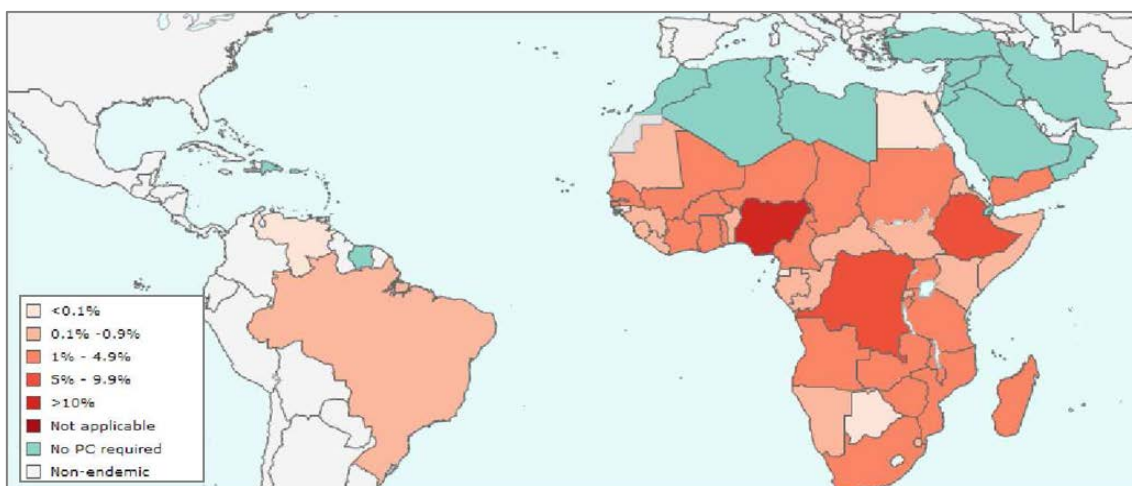 <0.1%
0.1% -0.9%
1% - 4.9%
5% - 9.9%
>10%
Not applicable
No PC required
Non-endemic